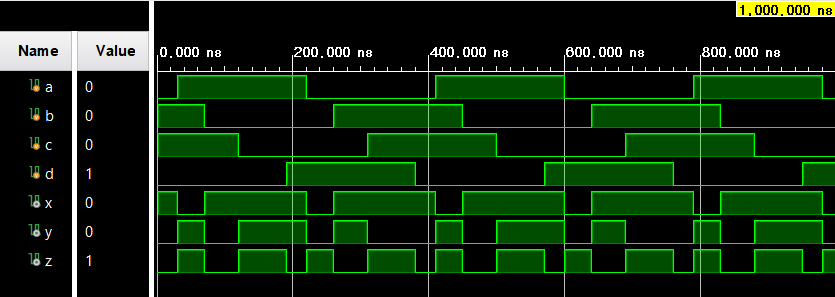 1,000.000 ns
Name Value 0.000 ns 200.000 ns 400.000 ns 600.000 ns 800.000 ns
a 0
b 0
c 0
d 1
x 0
y 0
z 1